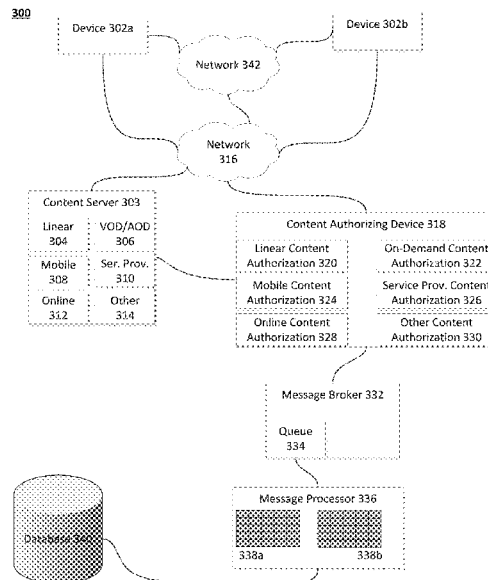 300
Device 302a
Device 302b
Network 342
Network
316
Content Server 303
Linear
304
VOD/AOD
306
Mobile
308
Ser. Prov.
310
Online
312
Other
314
Content Authorizing Device 318
Linear Content
Authorization 320
On-Demand Content
Authorization 322
Mobile Content
Authorization 324
Service Prov. Content
Authorization 326
Online Content
Authorization 328
Other Content
Authorization 330
Message Broker 332
Queue
334
Message Processor 336
338a
338b
Database 340